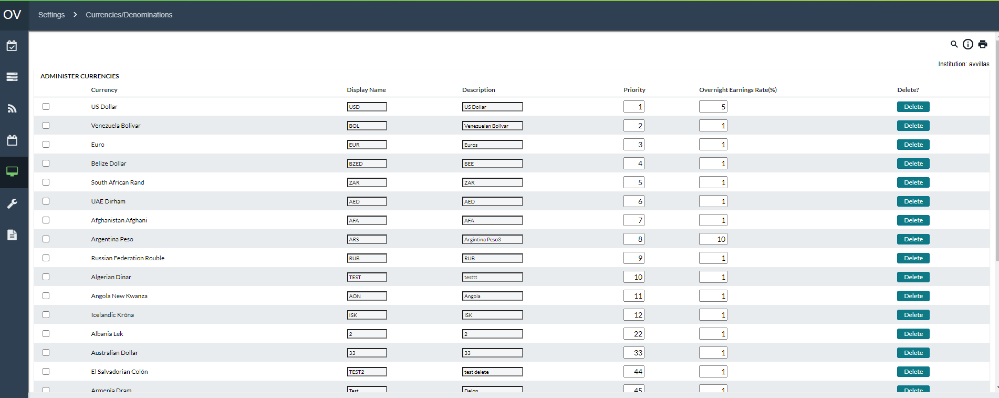 OV Settings Currencies/Denominations
Institution: avvillas
ADMINISTER CURRENCIES
Currency Display Name Description Priority Overnight Earnings Rate(%) Delete?
US Dollar USD US Dollar 1 5 Delete
Venezuela Bolivar BOL Venezuelan Bolivar 2 1 Delete
Euro EUR Euros 3 1 Delete
Belize Dollar BZED BEE 4 1 Delete
South African Rand ZAR ZAR 5 1 Delete
UAE Dirham AED AED 6 1 Delete
Afghanistan Afghani AFA AFA 7 1 Delete
Argentina Peso ARS Argintina Peso3 8 10 Delete
Russian Federation Rouble RUB RUB 9 1 Delete
Algerian Dinar TEST testtt 10 1 Delete
Angola New Kwanza AON Angola 11 1 Delete
Icelandic Króna ISK ISK 12 1 Delete
Albania Lek 2 2 22 1 Delete
Australian Dollar 33 33 33 1 Delete
El Salvadorian Colón TEST2 test delete 44 1 Delete
Armenia Dram Test 45 1 Delete